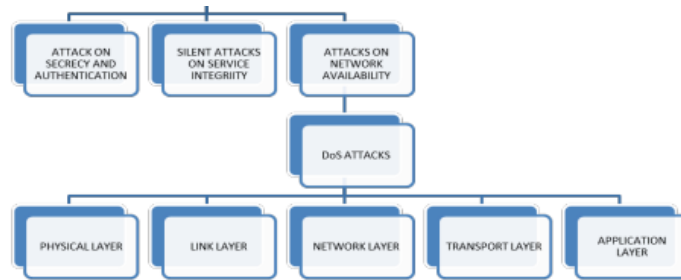 ATTACK ON
SECRECY AND
AUTHENTICATION
SILENT ATTACKS
ON SERVICE
INTEGRIITY
ATTACKS ON
NETWORK
AVAILABILITY
DoS ATTACKS
PHYSICAL LAYER
LINK LAYER
NETWORK LAYER
TRANSPORT LAYER
APPLICATION
LAYER